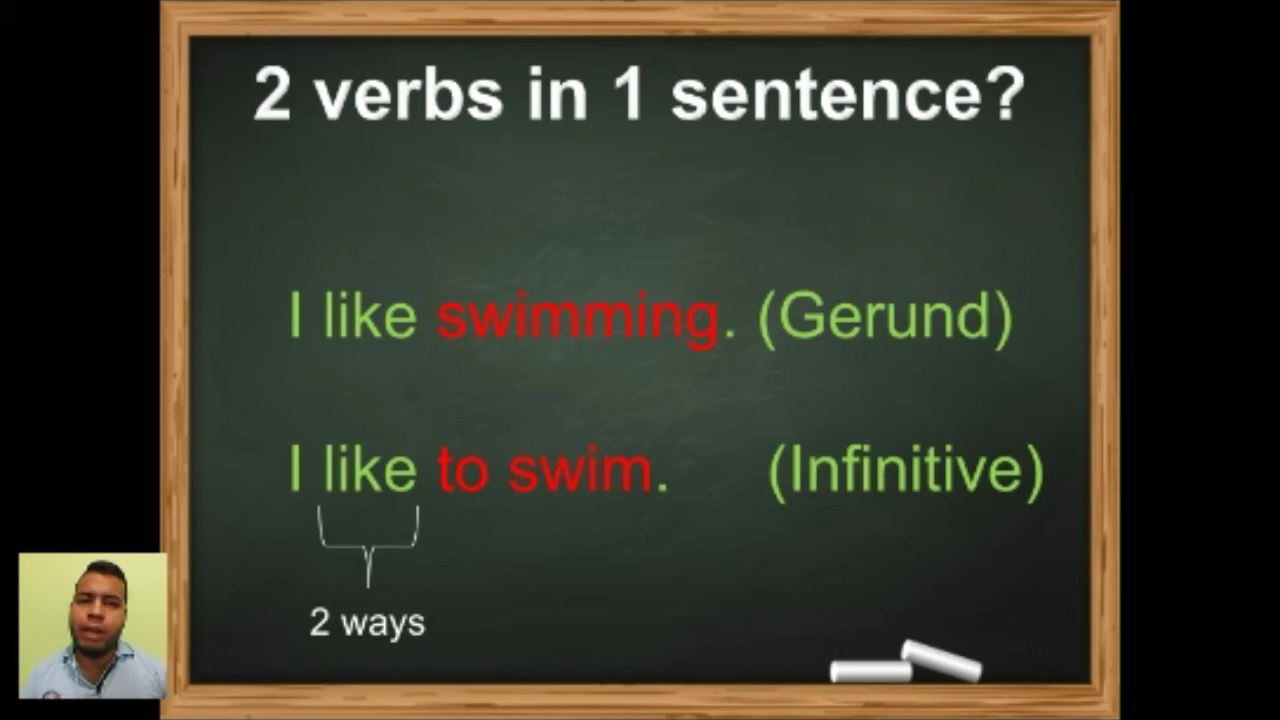 2 verbs in 1 sentence?
I like swimming. (Gerund)
I like to swim. (Infinitive)
2 ways